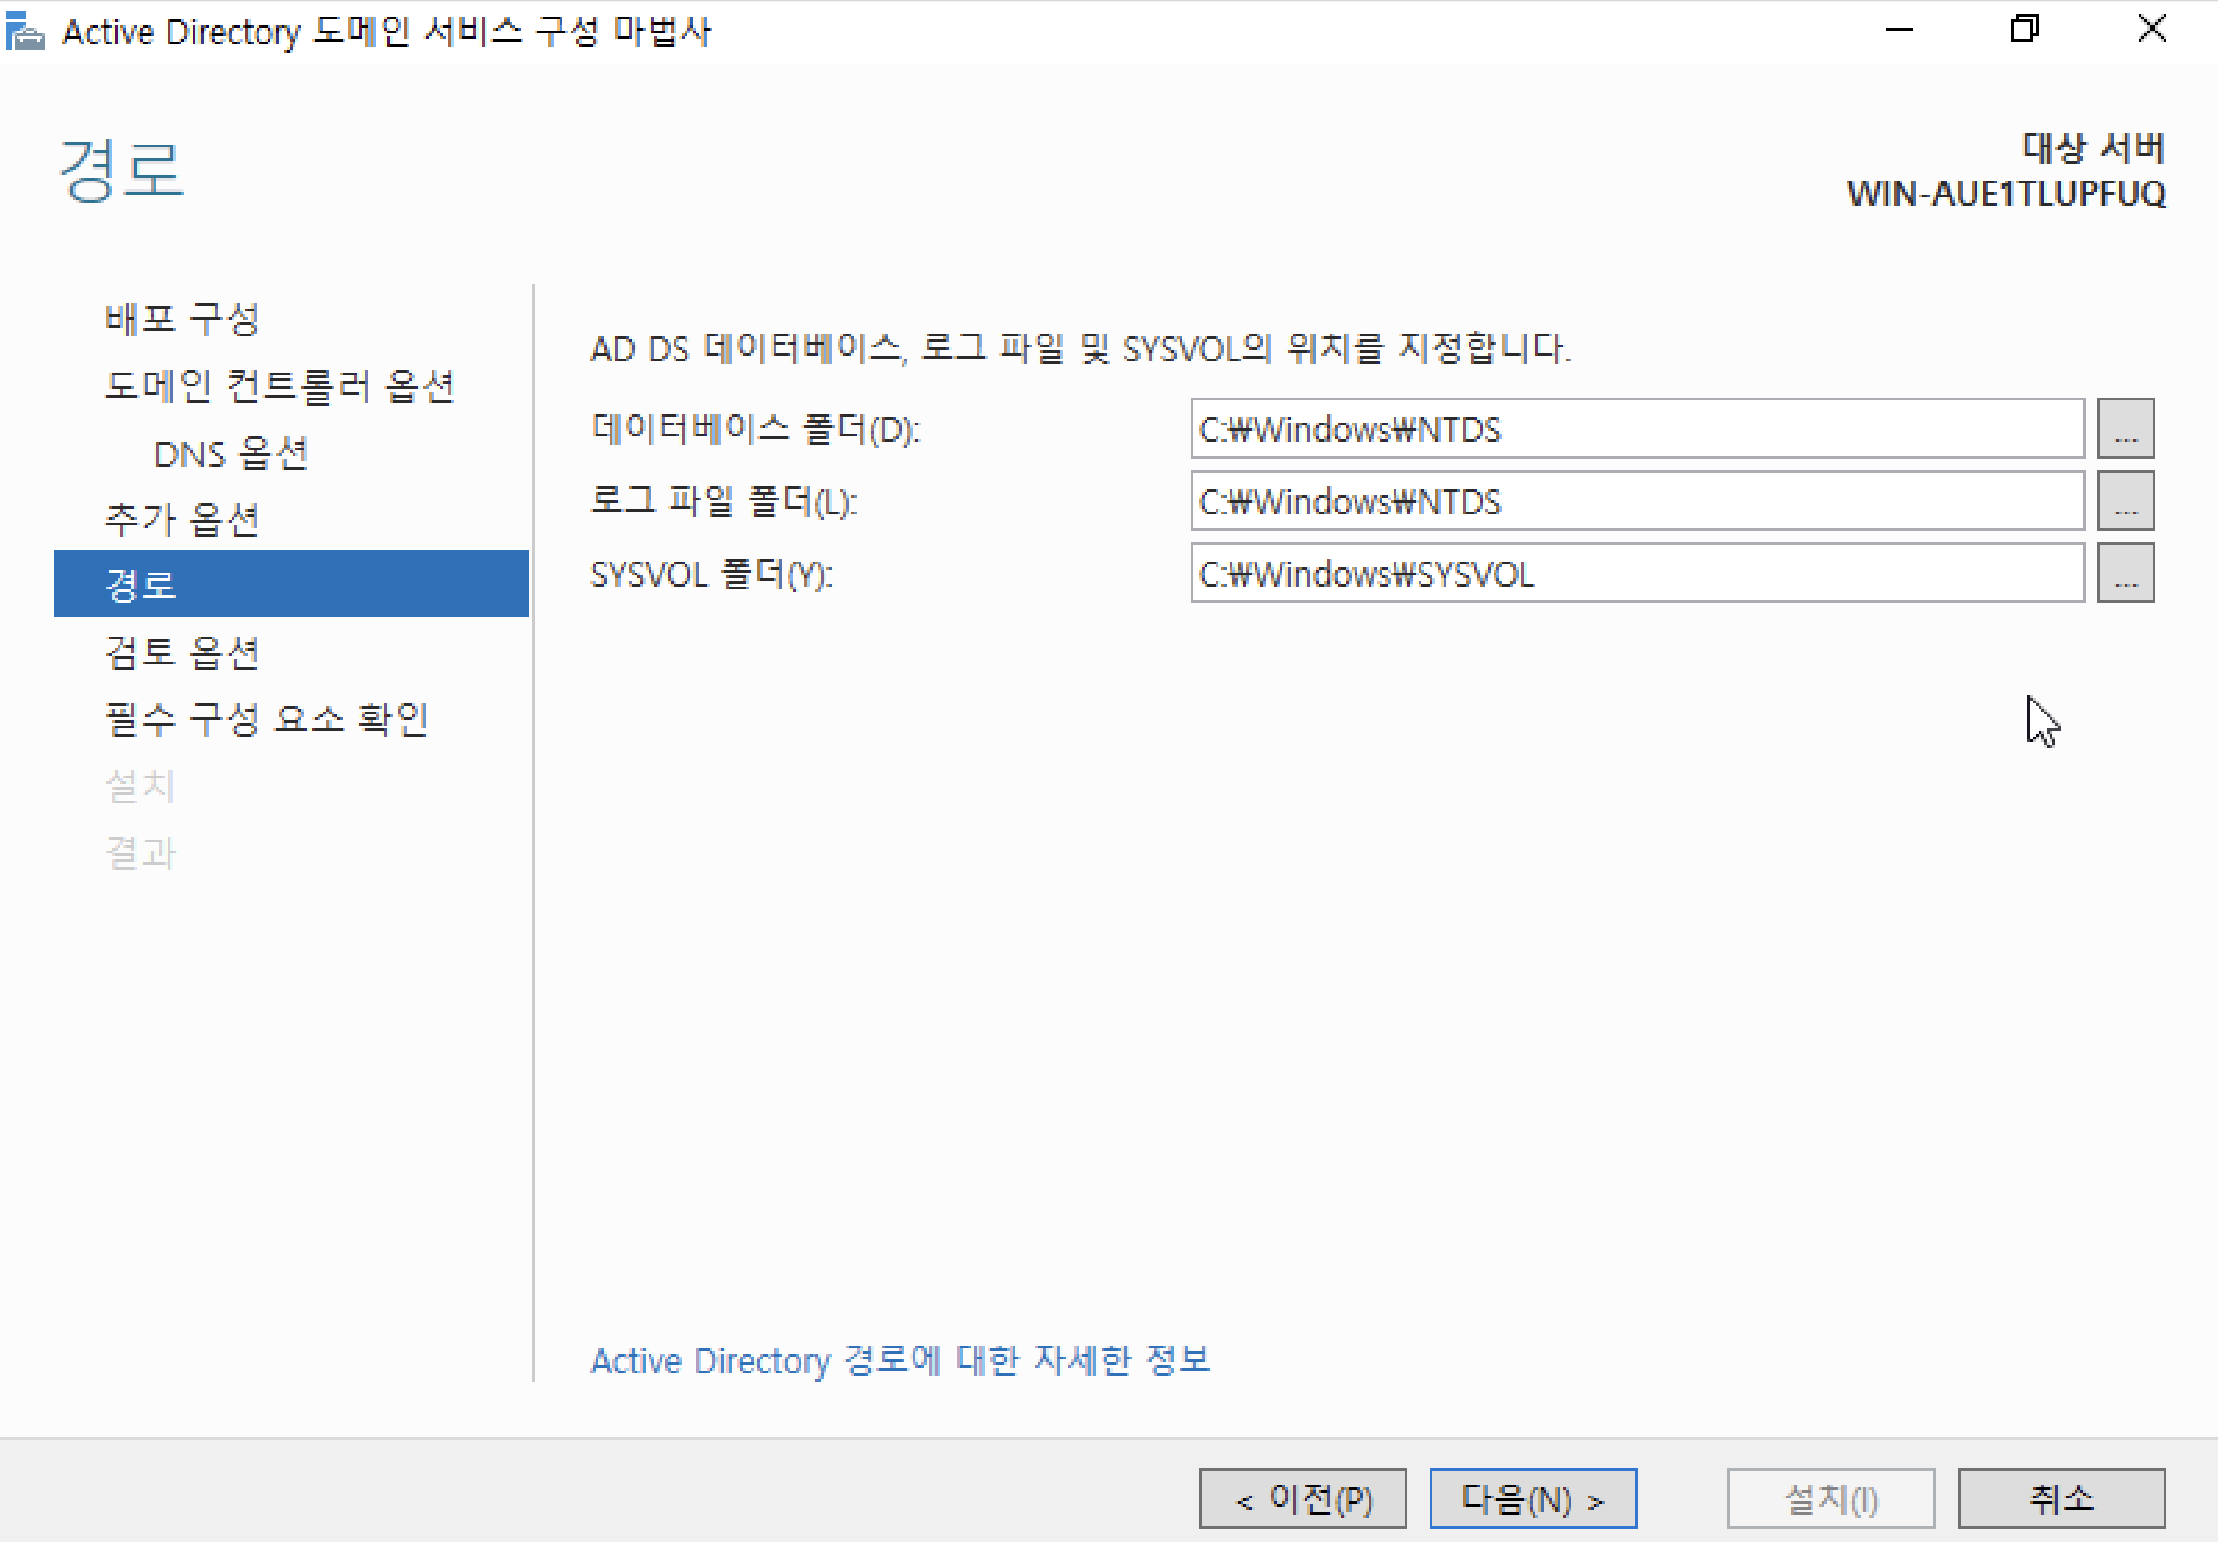 Active Directory 도메인 서비스 구성 마법사
경로
대상 서버
WIN-AUE1TLUPFUQ
배포 구성
도메인 컨트롤러 옵션
DNS 옵션
추가 옵션
경로
검토 옵션
필수 구성 요소 확인
설치
결과
AD DS 데이터베이스, 로그 파일 및 SYSVOL의 위치를 지정합니다.
데이터베이스 폴더(D): C:₩Windows₩NTDS ...
로그 파일 폴더(L): C:₩Windows₩NTDS ...
SYSVOL 폴더(Y): C:₩Windows₩SYSVOL ...
Active Directory 경로에 대한 자세한 정보
< 이전(P) 다음(N) > 설치(I) 취소